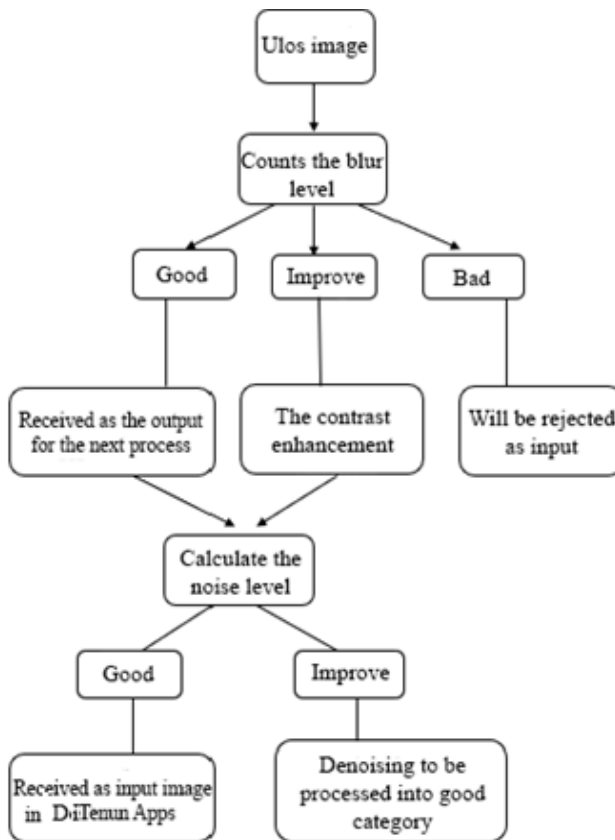 Ulos image
Counts the blur
level
Good
Improve
Bad
Received as the output
for the next process
The contrast
enhancement
Will be rejected
as input
Calculate the
noise level
Good
Improve
Received as input image
in DiTenun Apps
Denoising to be
processed into good
category